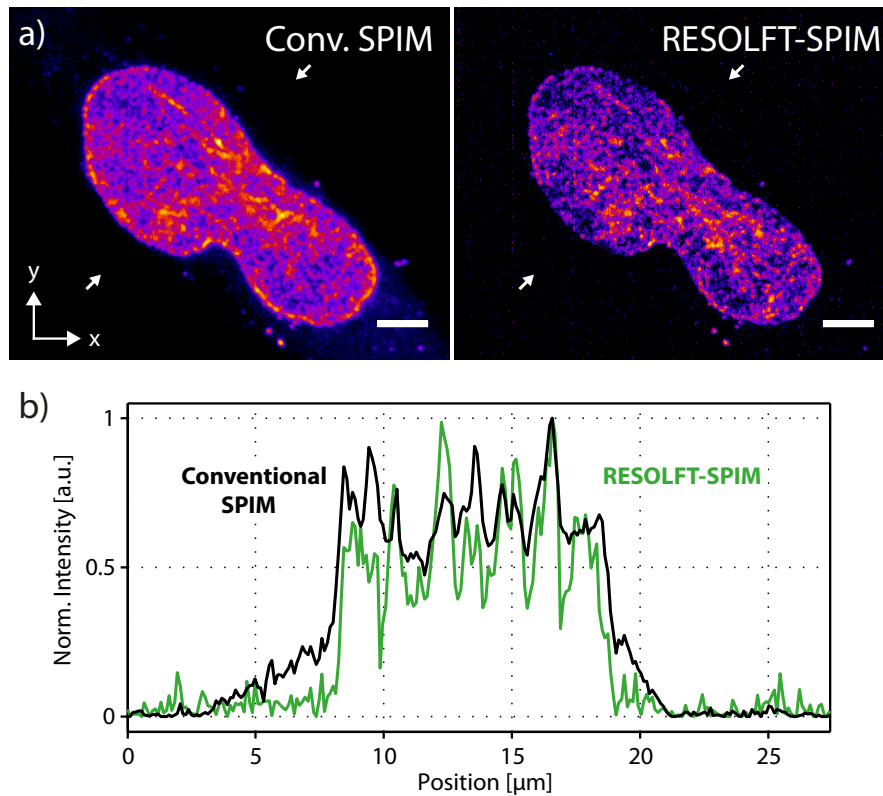 a)
Conv. SPIM
RESOLFT-SPIM
y
x
b)
1
0.5
0
Norm. Intensity [a.u.]
Conventional
SPIM
RESOLFT-SPIM
0
5
10
15
20
25
Position [µm]